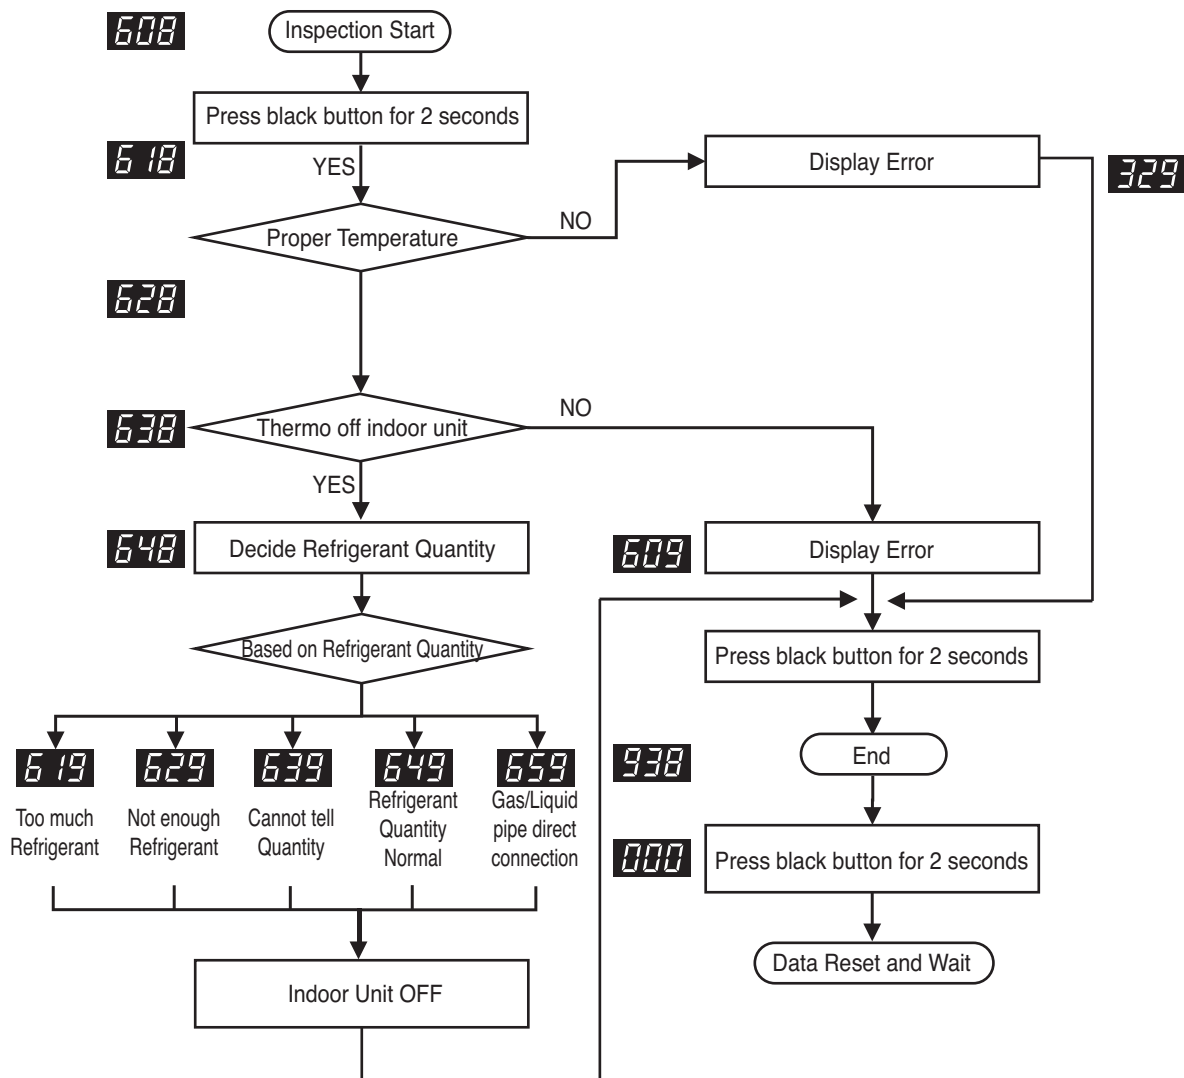 608
Inspection Start
Press black button for 2 seconds
618
YES
Display Error
329
NO
Proper Temperature
628
NO
638
Thermo off indoor unit
YES
648
Decide Refrigerant Quantity
609
Display Error
Based on Refrigerant Quantity
Press black button for 2 seconds
619
629
639
649
659
Too much
Refrigerant
Not enough
Refrigerant
Cannot tell
Quantity
Refrigerant
Quantity
Normal
Gas/Liquid
pipe direct
connection
938
End
000
Press black button for 2 seconds
Data Reset and Wait
Indoor Unit OFF